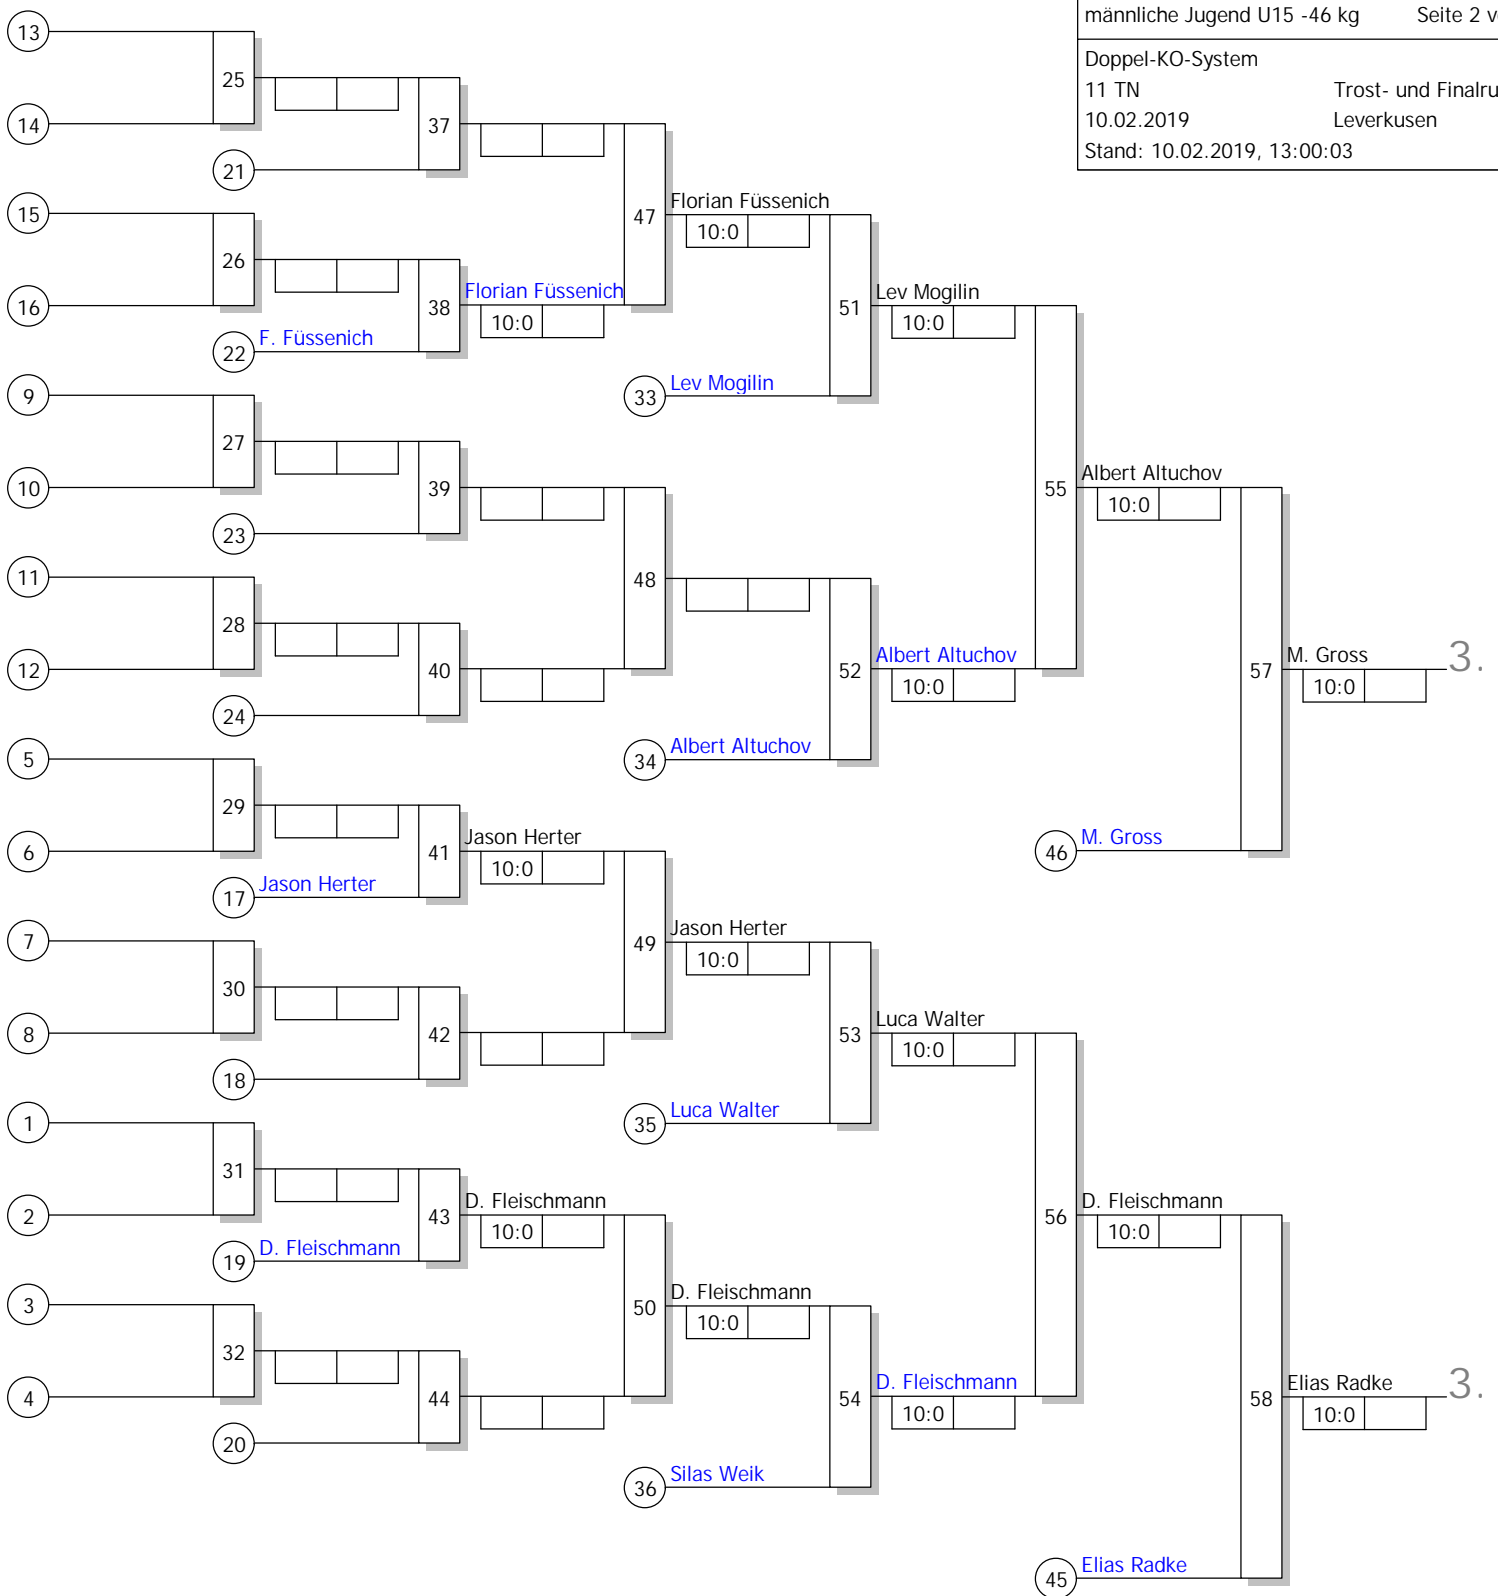 männliche Jugend U15 -46 kg Seite 2
Doppel-KO-System
11 TN Trost- und
10.02.2019 Leverkusen
Stand: 10.02.2019, 13:00:03
13
25
14
37
21
15
47
Florian Füssenich
10:0
26
16
38
Florian Füssenich
10:0
22
F. Füssenich
51
Lev Mogilin
10:0
33
Lev Mogilin
9
27
10
39
23
55
Albert Altuchov
10:0
11
48
28
12
40
24
52
Albert Altuchov
10:0
34
Albert Altuchov
57
M. Gross
10:0
3.
5
29
6
41
Jason Herter
10:0
17
Jason Herter
46
M. Gross
7
49
Jason Herter
10:0
30
8
42
18
53
Luca Walter
10:0
35
Luca Walter
1
31
2
43
D. Fleischmann
10:0
19
D. Fleischmann
56
D. Fleischmann
10:0
3
50
D. Fleischmann
10:0
32
4
44
20
54
D. Fleischmann
10:0
36
Silas Weik
58
Elias Radke
10:0
3.
45
Elias Radke